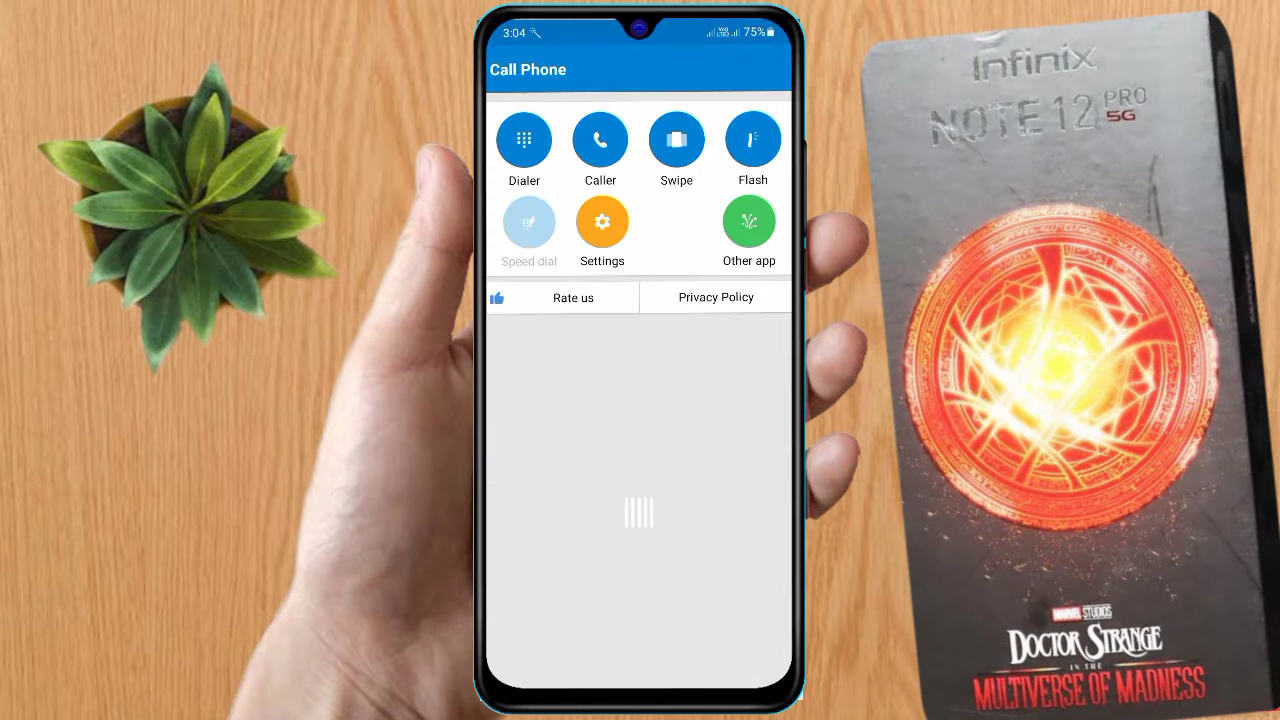 3:04
75%
Call Phone
Dialer
Caller
Swipe
Flash
Speed dial
Settings
Other app
Rate us
Privacy Policy
Infinix
NOTE 12 PRO
5G
MARVEL STUDIOS
DOCTOR STRANGE
IN THE
MULTIVERSE OF MADNESS